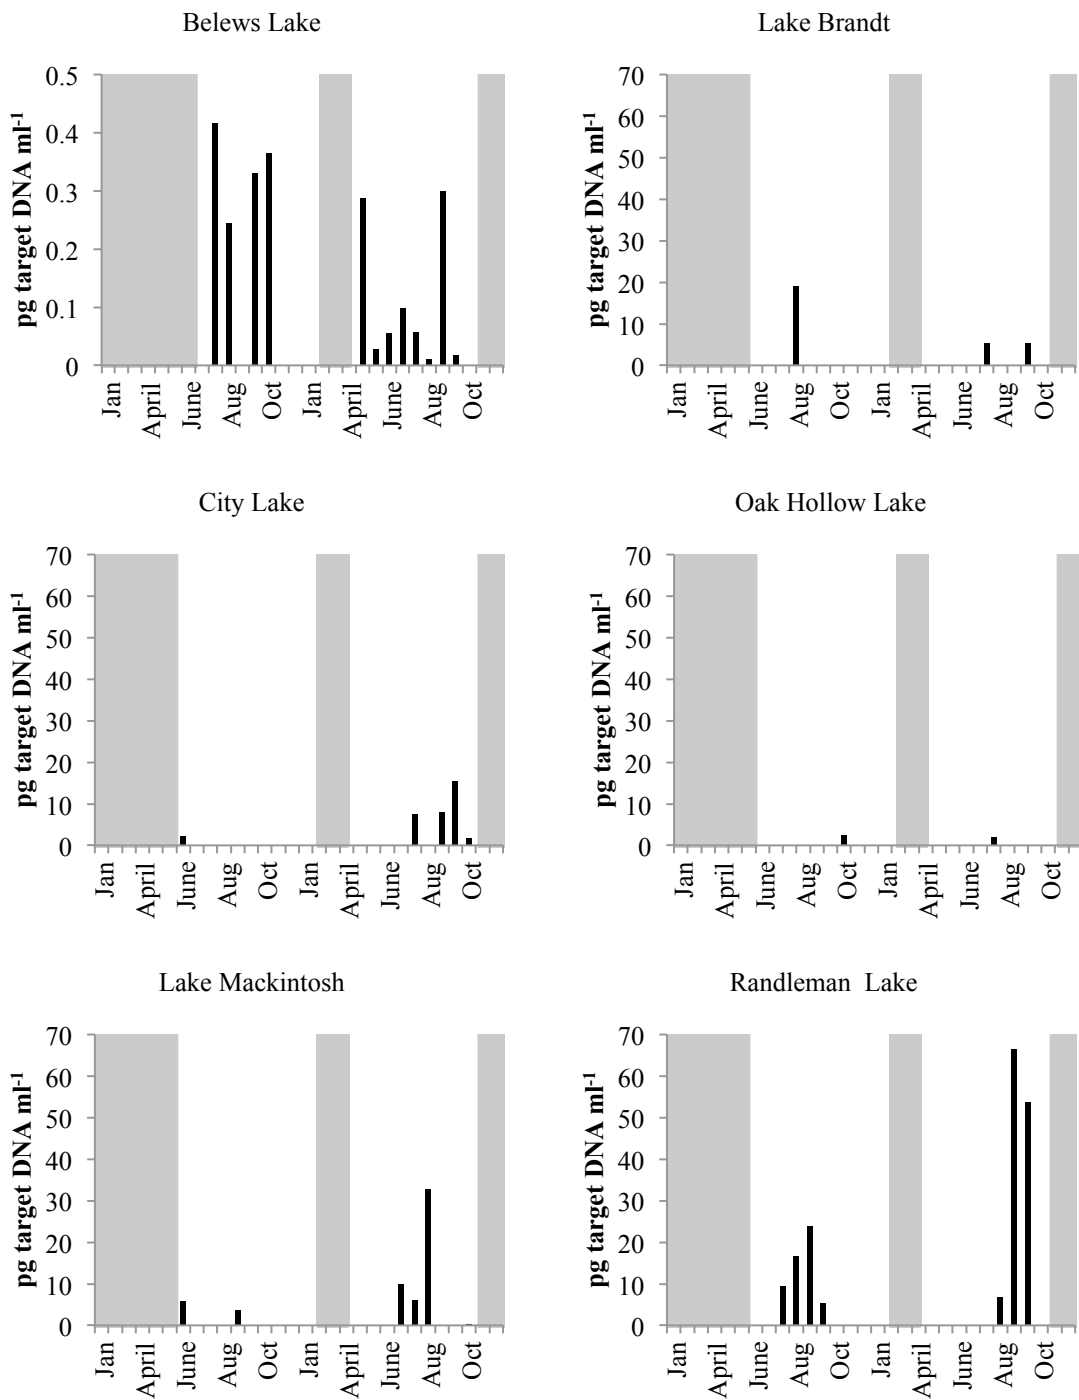 Belews Lake
pg target DNA ml-1
0.5
0.4
0.3
0.2
0.1
0
Jan
April
June
Aug
Oct
Jan
April
June
Aug
Oct
Lake Brandt
pg target DNA ml-1
70
60
50
40
30
20
10
0
Jan
April
June
Aug
Oct
Jan
April
June
Aug
Oct
City Lake
pg target DNA ml-1
70
60
50
40
30
20
10
0
Jan
April
June
Aug
Oct
Jan
April
June
Aug
Oct
Oak Hollow Lake
pg target DNA ml-1
70
60
50
40
30
20
10
0
Jan
April
June
Aug
Oct
Jan
April
June
Aug
Oct
Lake Mackintosh
pg target DNA ml-1
70
60
50
40
30
20
10
0
Jan
April
June
Aug
Oct
Jan
April
June
Aug
Oct
Randleman Lake
pg target DNA ml-1
70
60
50
40
30
20
10
0
Jan
April
June
Aug
Oct
Jan
April
June
Aug
Oct